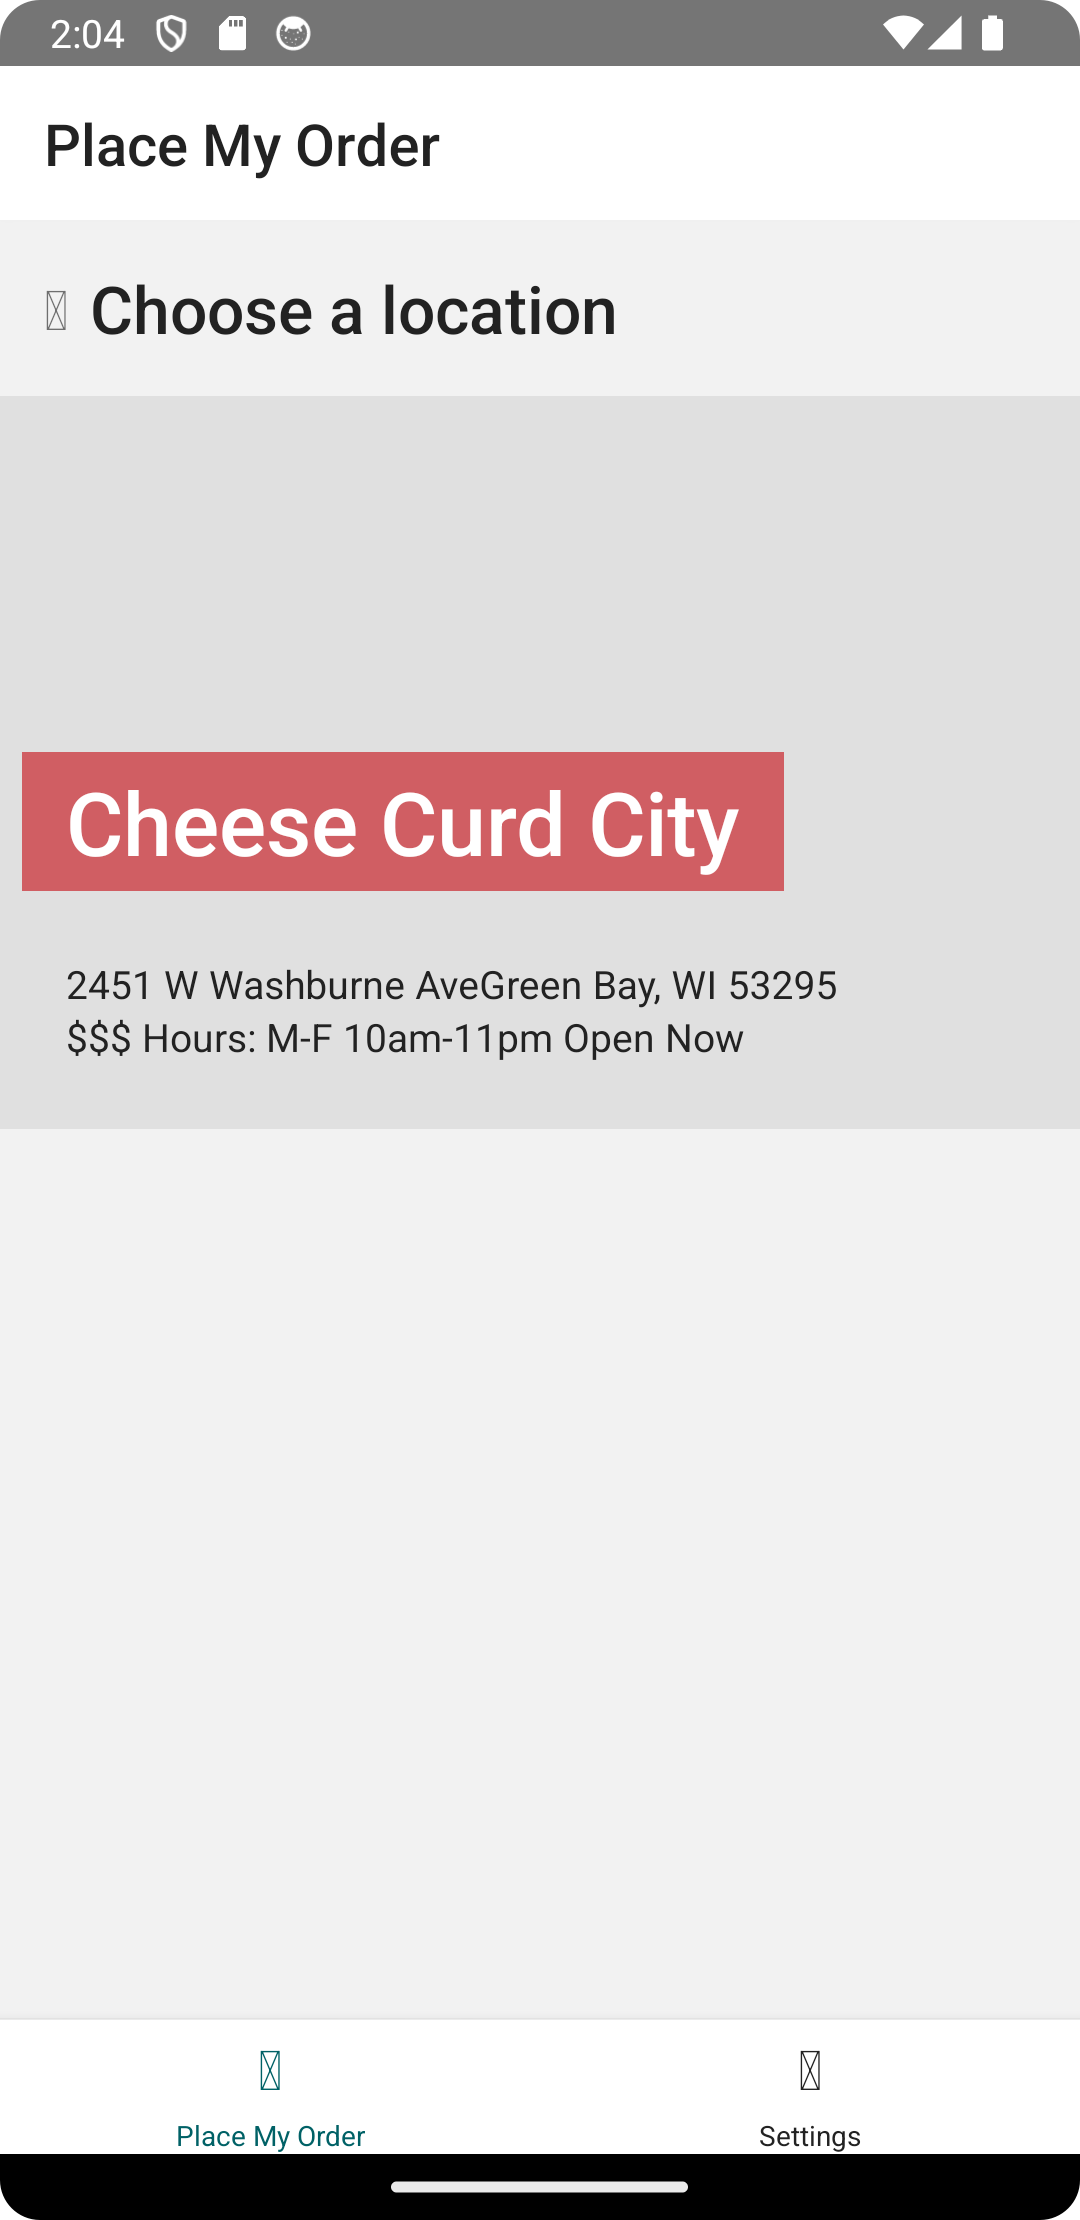 2:04
Place My Order
Choose a location
Cheese Curd City
2451 W Washburne AveGreen Bay, WI 53295
$$$ Hours: M-F 10am-11pm Open Now
Place My Order
Settings